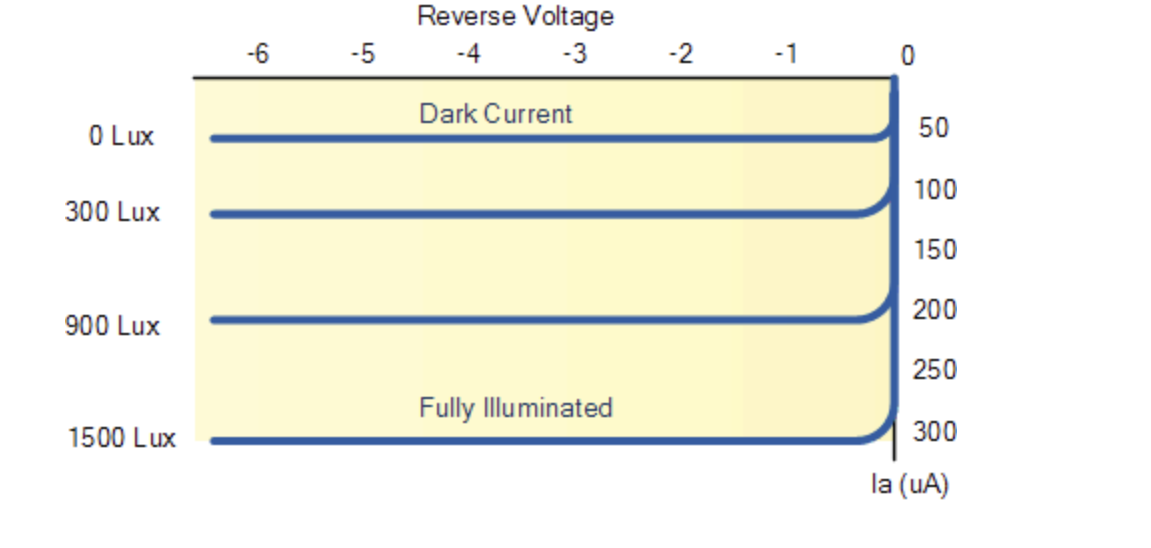 Reverse Voltage
-6 -5 -4 -3 -2 -1 0
Dark Current
0 Lux
50
100
300 Lux
150
200
900 Lux
250
Fully Illuminated
1500 Lux
300
Ia (uA)